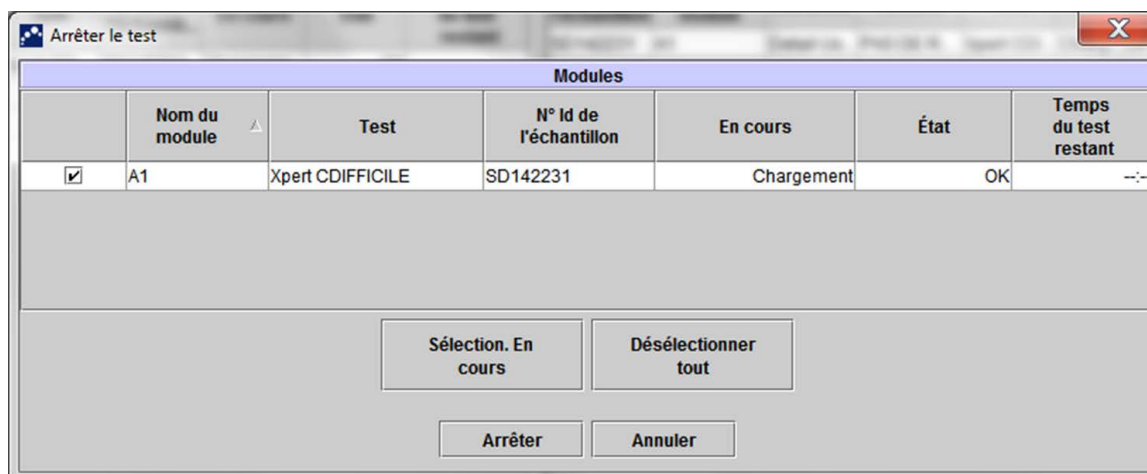 Arrêter le test
Modules
Nom du module
Test
N° Id de l'échantillon
En cours
État
Temps du test restant
A1 Xpert CDIFFICILE SD142231 Chargement OK --:--
Sélection. En cours
Désélectionner tout
Arrêter Annuler